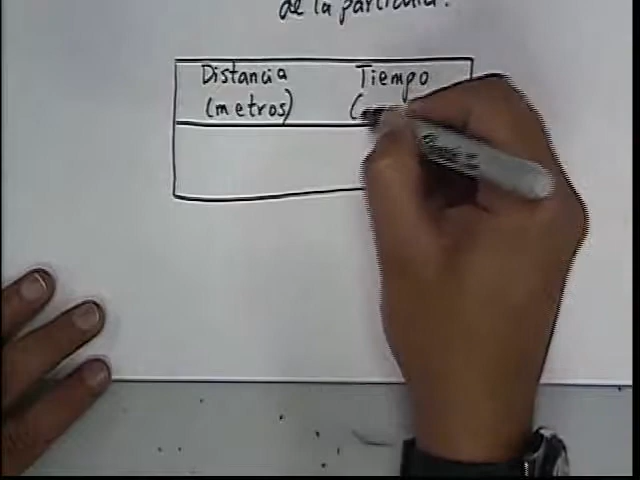 de la partícula.
Distancia Tiempo
(metros) (